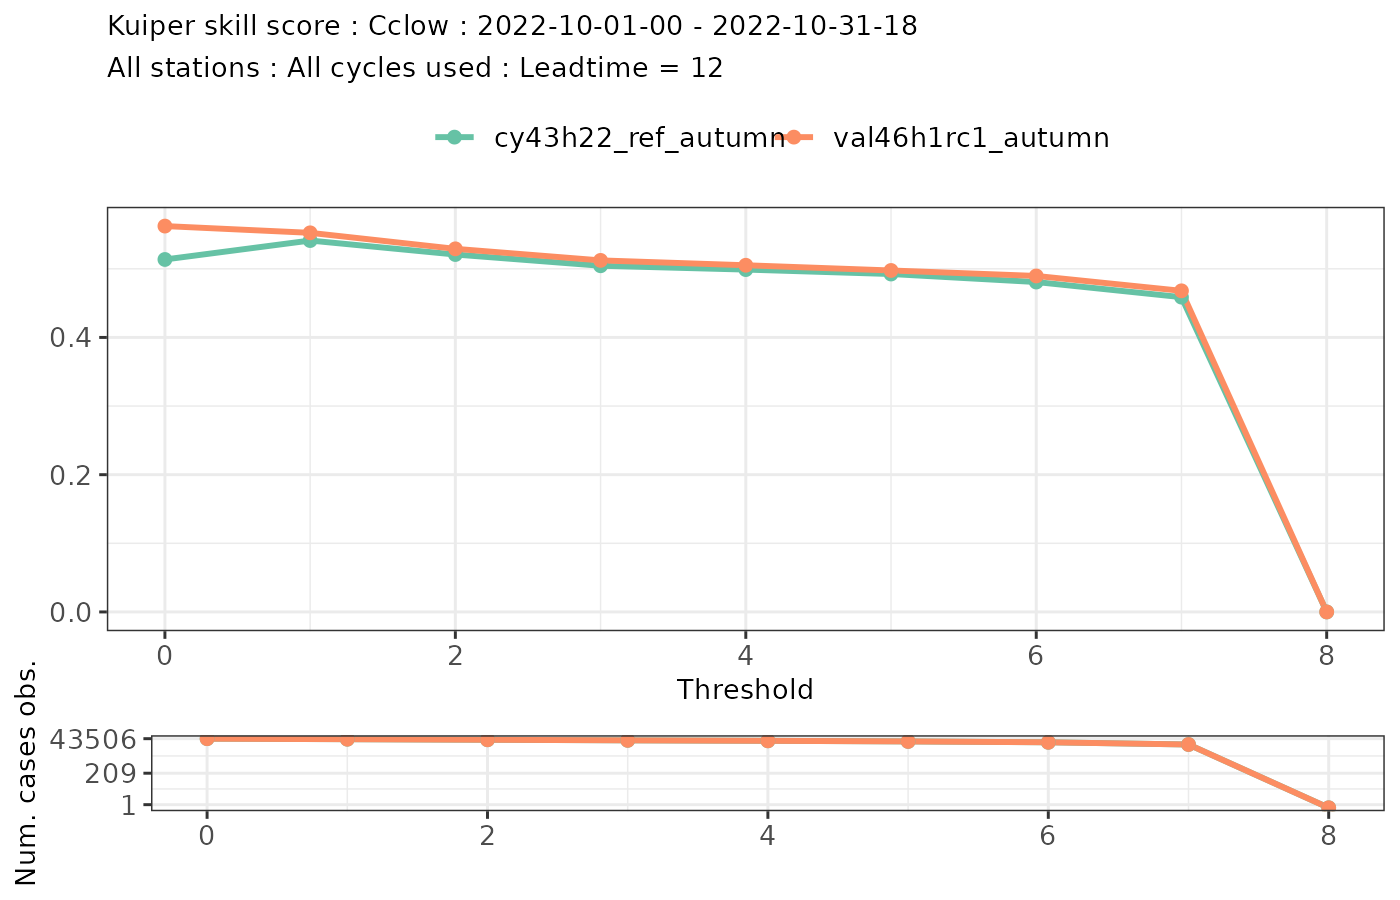 Kuiper skill score : Cclow : 2022-10-01-00 - 2022-10-31-18
All stations : All cycles used : Leadtime = 12
cy43h22_ref_autumn val46h1rc1_autumn
0.4
0.2
0.0
0 2 4 6 8
Threshold
Num. cases obs.
43506
209
1
0 2 4 6 8